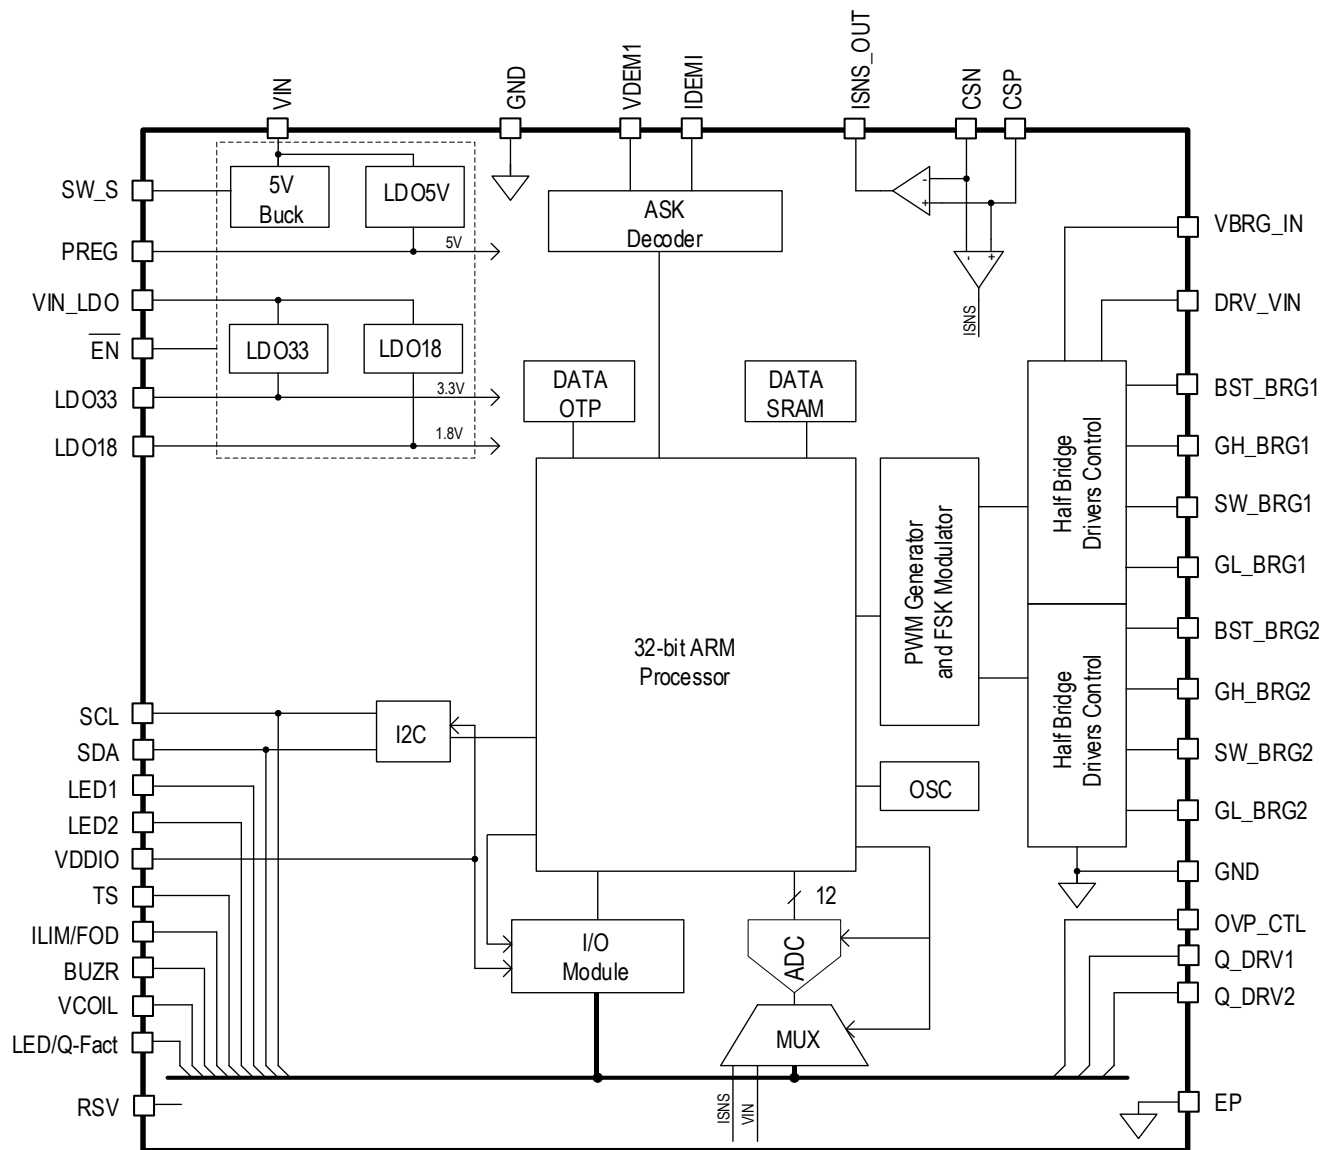 VIN
GND
VDEM1
IDEMI
ISNS_OUT
CSN
CSP
SW_S
5V
Buck
LDO5V
ASK
Decoder
-
+
PREG
5V
VBRG_IN
-
+
VIN_LDO
DRV_VIN
ISNS
EN
LDO33
LDO18
DATA
OTP
DATA
SRAM
BST_BRG1
LDO33
3.3V
LDO18
1.8V
GH_BRG1
Half Bridge
Drivers Control
SW_BRG1
GL_BRG1
PWM Generator
and FSK Modulator
32-bit ARM
Processor
BST_BRG2
Half Bridge
Drivers Control
GH_BRG2
SW_BRG2
GL_BRG2
SCL
I2C
SDA
LED1
OSC
LED2
VDDIO
GND
TS
12
OVP_CTL
ILIM/FOD
I/O
Module
ADC
Q_DRV1
BUZR
Q_DRV2
VCOIL
LED/Q-Fact
MUX
RSV
ISNS
VIN
EP